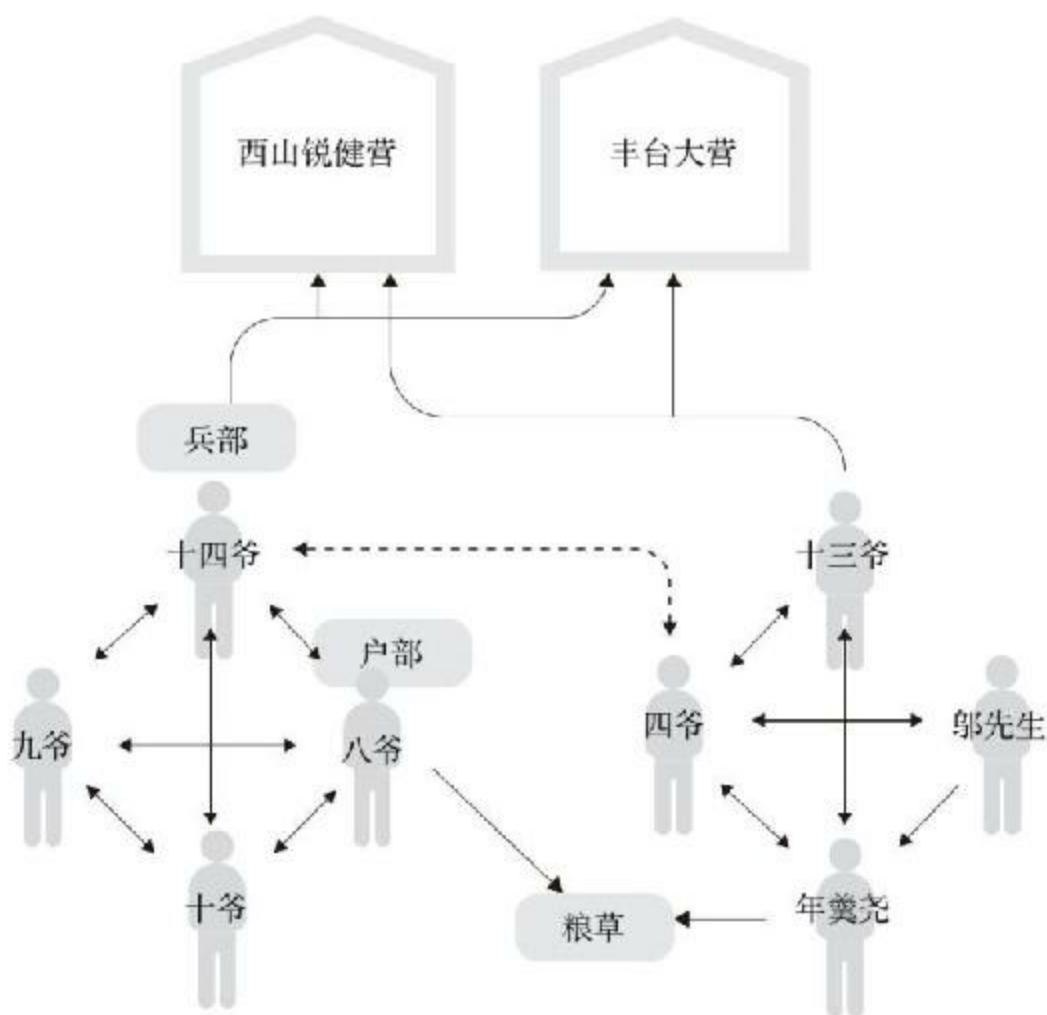 西山锐健营
丰台大营
兵部
十四爷
十三爷
户部
四爷
邬先生
九爷
八爷
十爷
粮草
年羹尧